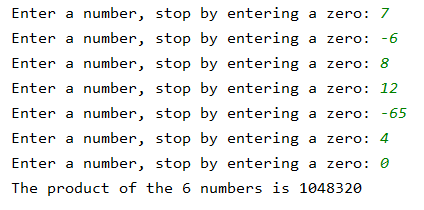 Enter a number, stop by entering a zero: 7
Enter a number, stop by entering a zero: -6
Enter a number, stop by entering a zero: 8
Enter a number, stop by entering a zero: 12
Enter a number, stop by entering a zero: -65
Enter a number, stop by entering a zero: 4
Enter a number, stop by entering a zero: 0
The product of the 6 numbers is 1048320